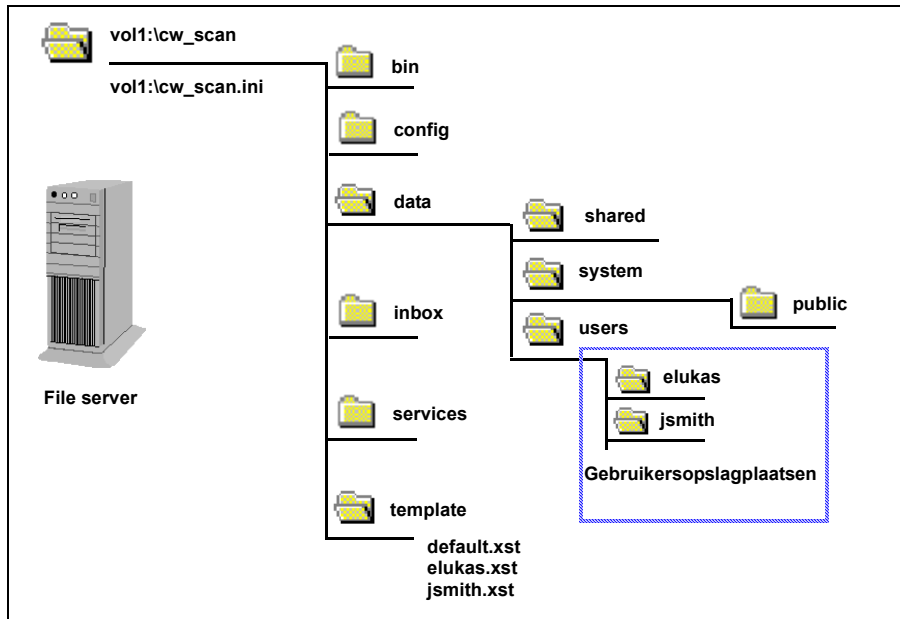 vol1:\cw_scan
vol1:\cw_scan.ini
bin
config
data
shared
system
public
inbox
users
elukas
File server
services
jsmith
Gebruikersopslagplaatsen
template
default.xst
elukas.xst
jsmith.xst